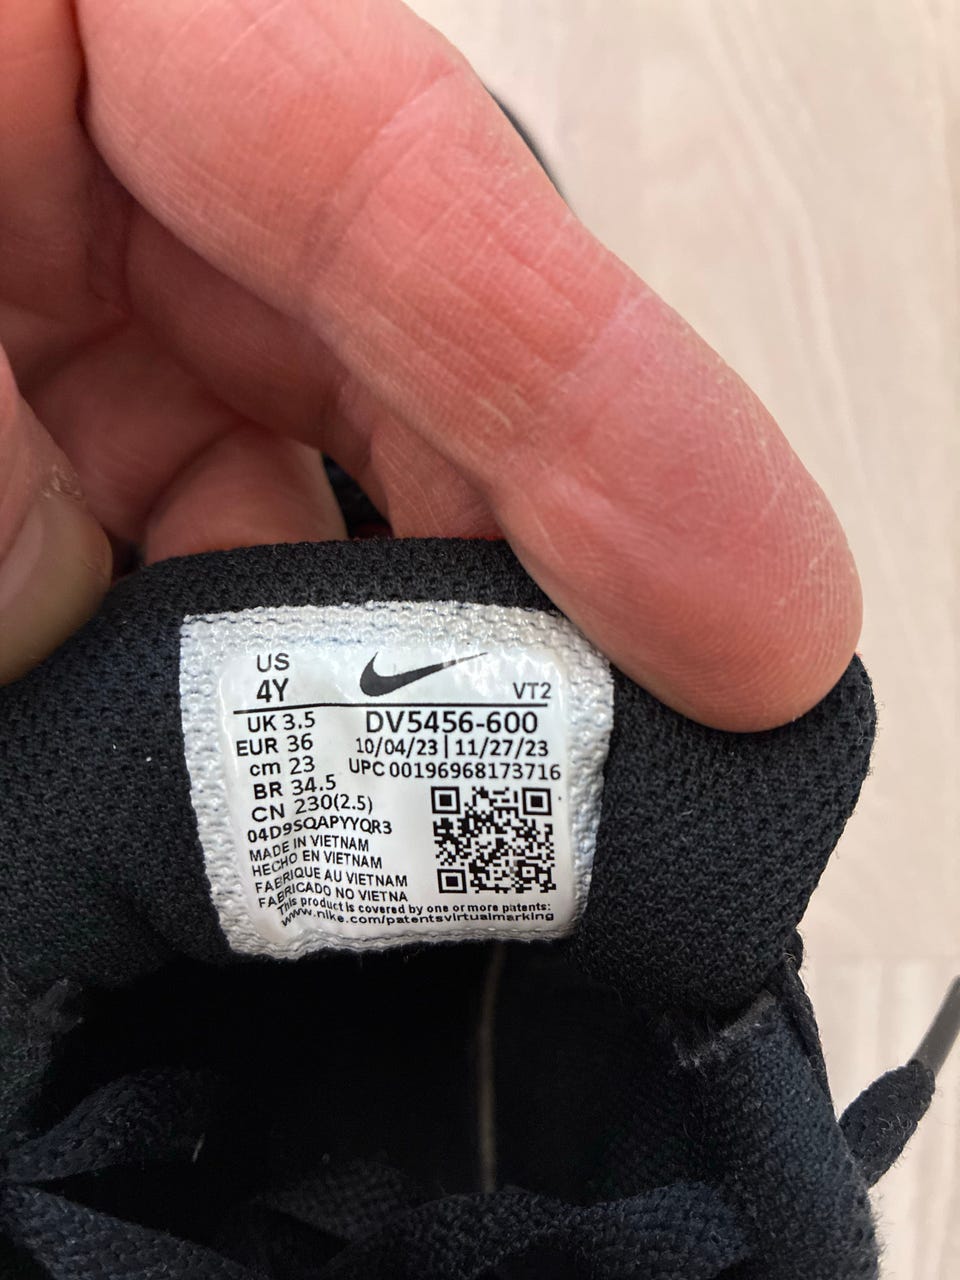 US
4Y
VT2
UK 3.5
EUR 36
cm 23
BR 34.5
CN 230(2.5)
DV5456-600
10/04/23 | 11/27/23
UPC 00196968173716
04D9SQAPYYQR3
MADE IN VIETNAM
HECHO EN VIETNAM
FABRIQUE AU VIETNAM
FABRICADO NO VIETNA
This product is covered by one or more patents:
www.nike.com/patentsvirtualmarking